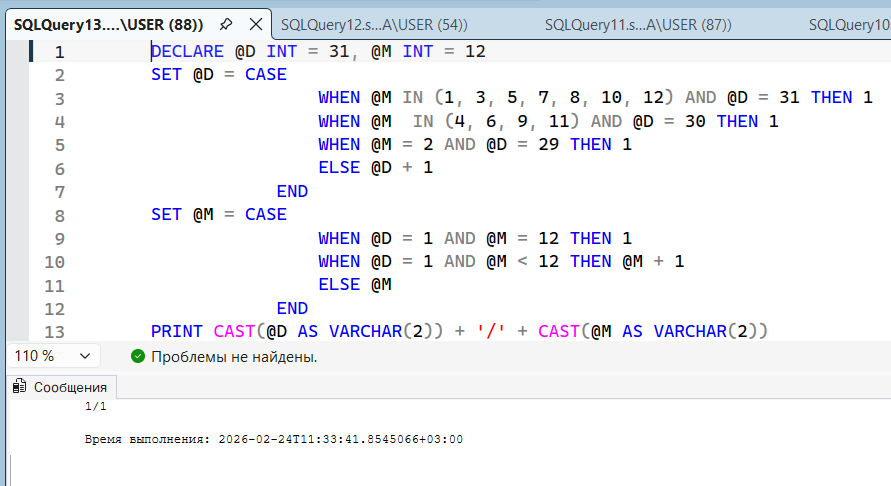 SQLQuery13....\USER (88)) SQLQuery12.s...A\USER (54)) SQLQuery11.s...A\USER (87)) SQLQuery10
1 DECLARE @D INT = 31, @M INT = 12
2 SET @D = CASE
3 WHEN @M IN (1, 3, 5, 7, 8, 10, 12) AND @D = 31 THEN 1
4 WHEN @M  IN (4, 6, 9, 11) AND @D = 30 THEN 1
5 WHEN @M = 2 AND @D = 29 THEN 1
6 ELSE @D + 1
7 END
8 SET @M = CASE
9 WHEN @D = 1 AND @M = 12 THEN 1
10 WHEN @D = 1 AND @M < 12 THEN @M + 1
11 ELSE @M
12 END
13 PRINT CAST(@D AS VARCHAR(2)) + '/' + CAST(@M AS VARCHAR(2))
110 % Проблемы не найдены.
Сообщения
1/1
Время выполнения: 2026-02-24T11:33:41.8545066+03:00